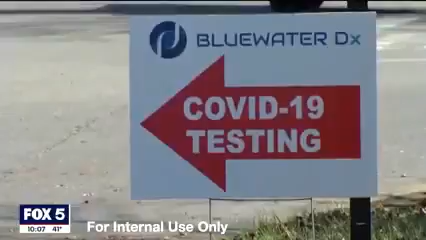 BLUEWATER Dx
COVID-19
TESTING
FOX 5
10:07 41°
For Internal Use Only